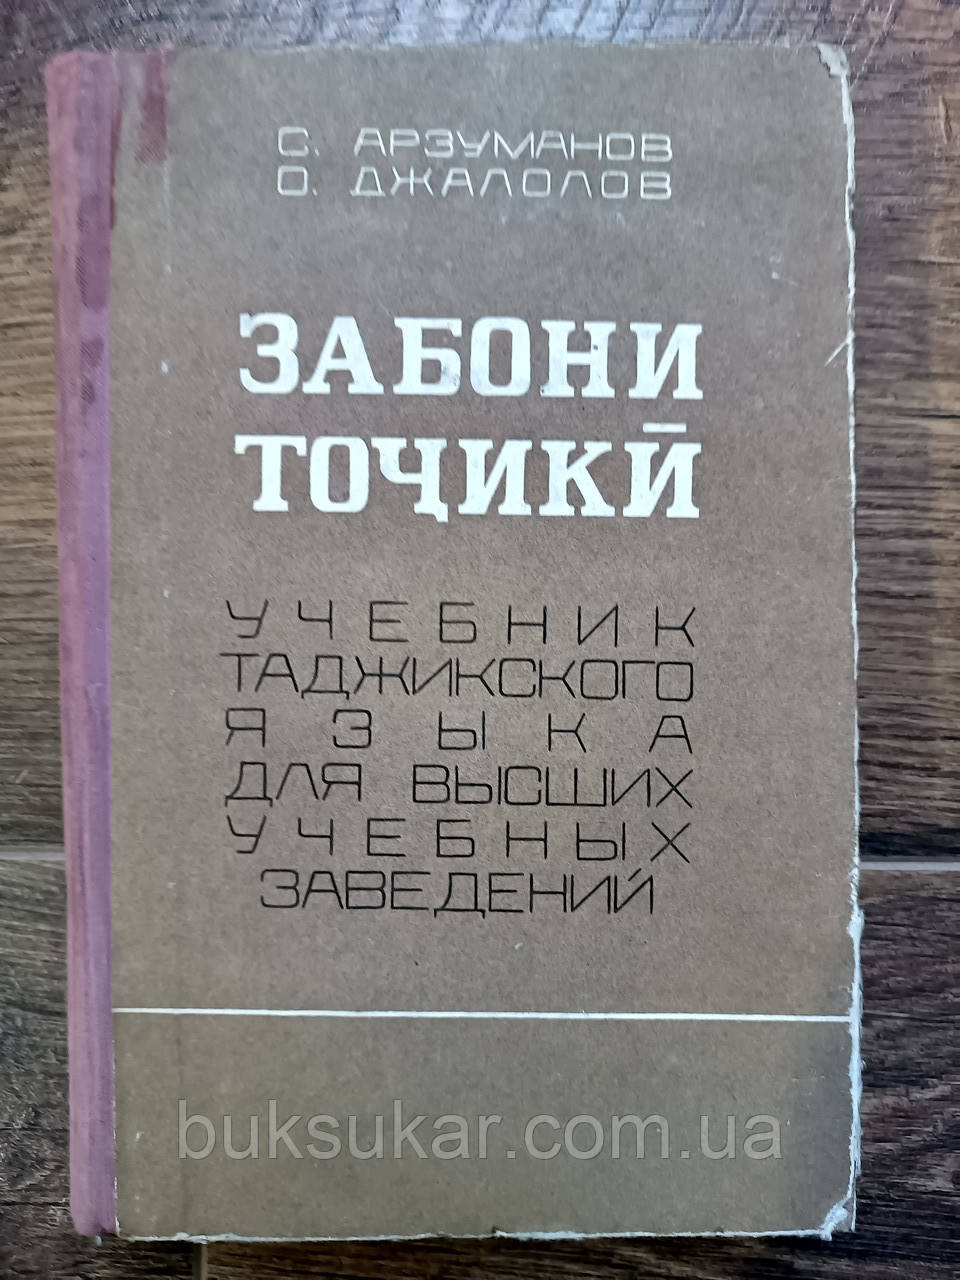 С. АРЗУМАНОВ
О. ДЖАЛОЛОВ
ЗАБОНИ
ТОҶИКӢ
УЧЕБНИК
ТАДЖИКСКОГО
ЯЗЫКА
ДЛЯ ВЫСШИХ
УЧЕБНЫХ
ЗАВЕДЕНИЙ
buksukar.com.ua